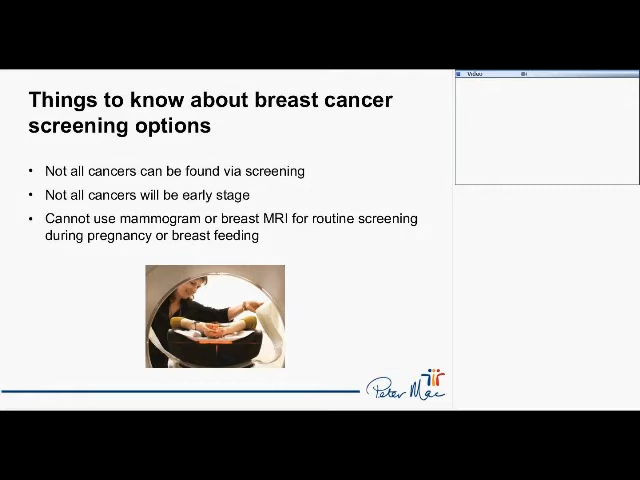 Things to know about breast cancer
screening options
• Not all cancers can be found via screening
• Not all cancers will be early stage
• Cannot use mammogram or breast MRI for routine screening
during pregnancy or breast feeding
Peter Mac
Video